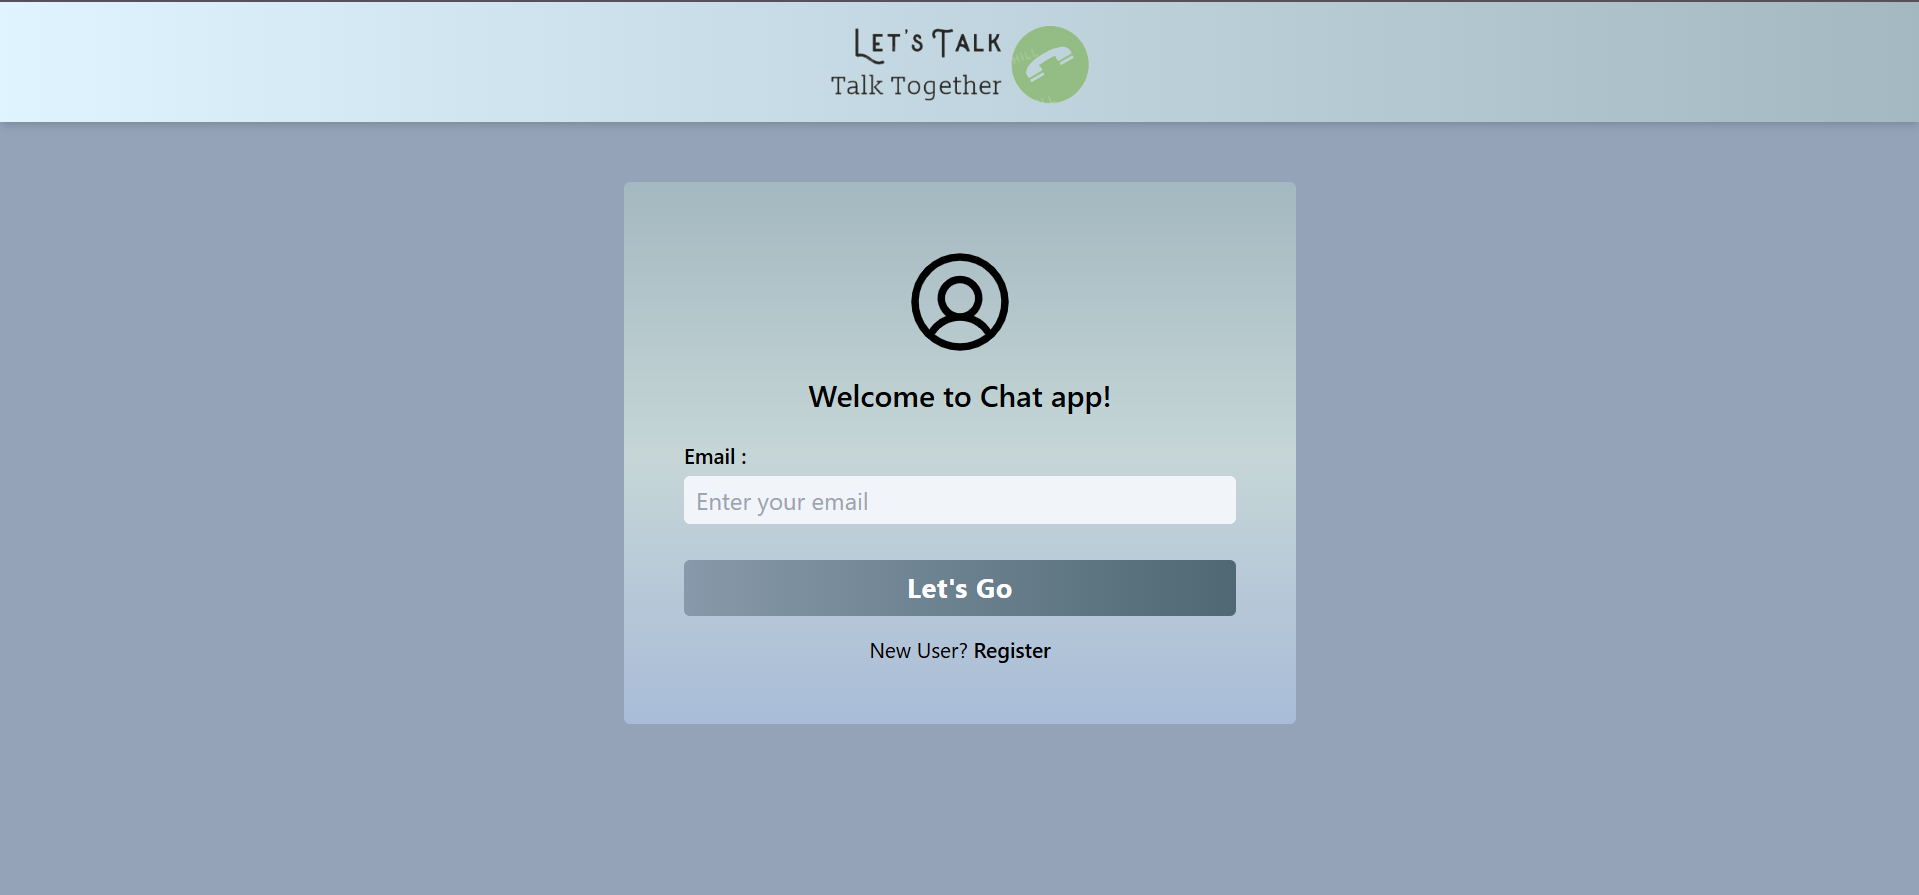 LET'S TALK
Talk Together
Welcome to Chat app!
Email :
Enter your email
Let's Go
New User? Register